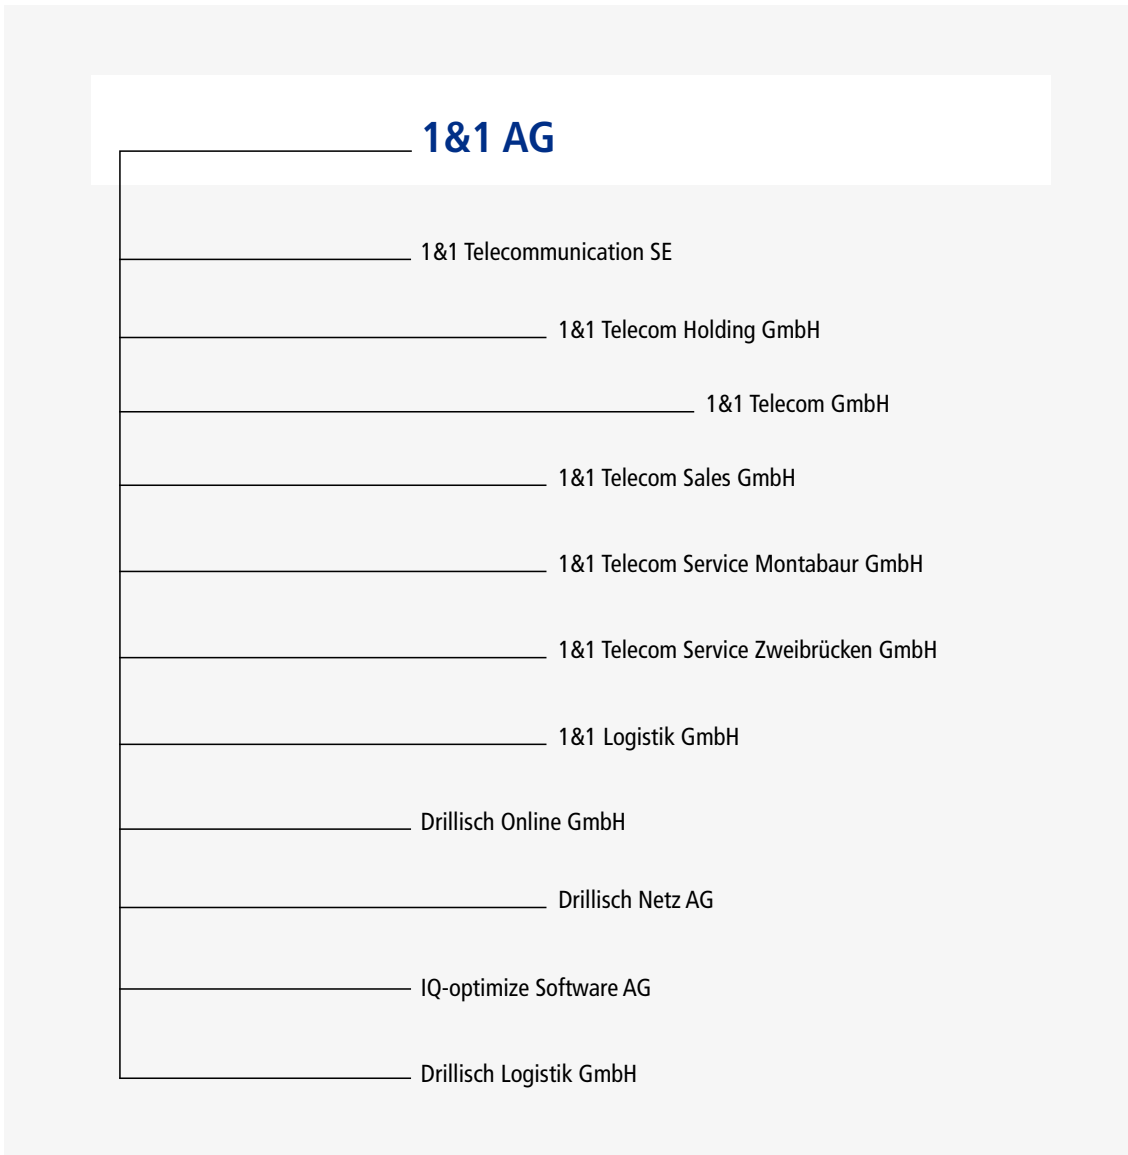 1&1 AG
1&1 Telecommunication SE
1&1 Telecom Holding GmbH
1&1 Telecom GmbH
1&1 Telecom Sales GmbH
1&1 Telecom Service Montabaur GmbH
1&1 Telecom Service Zweibrücken GmbH
1&1 Logistik GmbH
Drillisch Online GmbH
Drillisch Netz AG
IQ-optimize Software AG
Drillisch Logistik GmbH